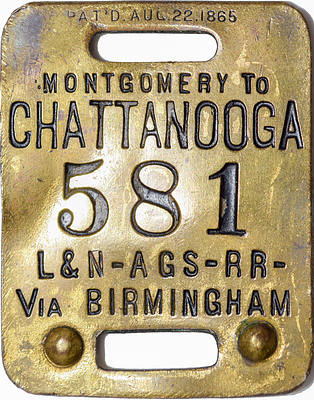 PAT'D. AUG. 22. 1865
MONTGOMERY TO
CHATTANOOGA
581
L&N-AGS-RR-
VIA BIRMINGHAM